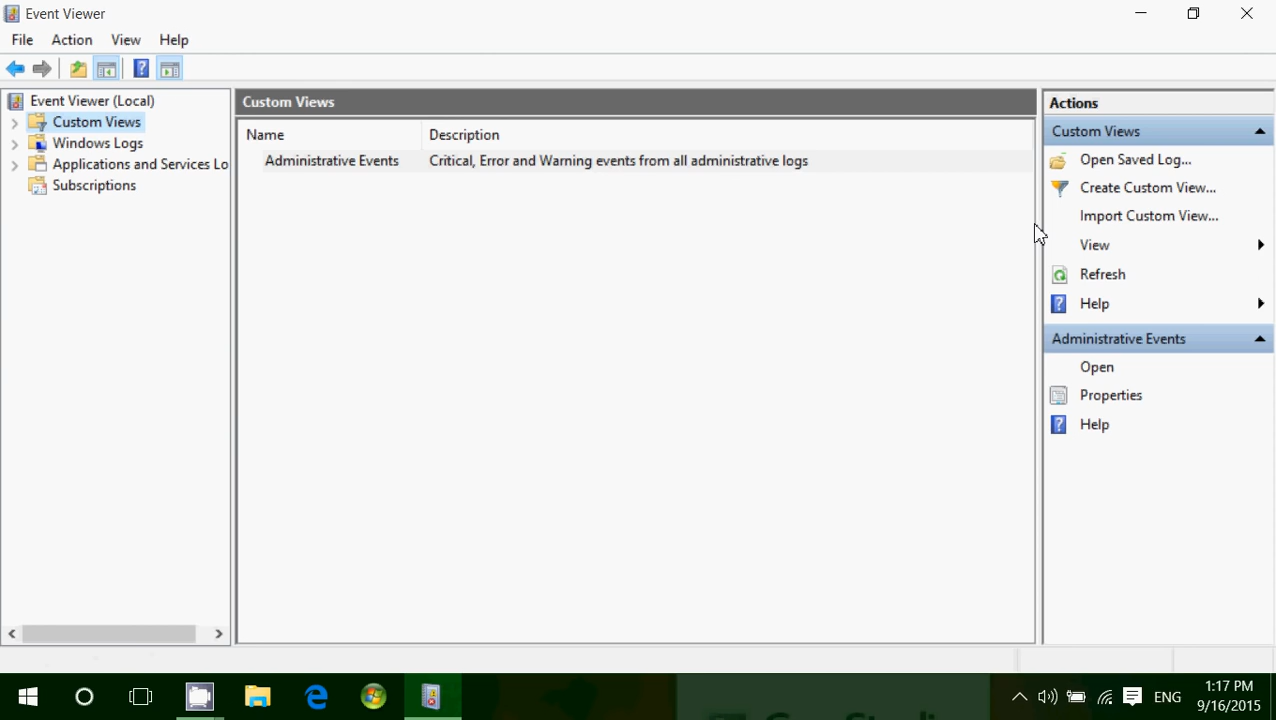 Event Viewer
File Action View Help
Event Viewer (Local)
Custom Views
Windows Logs
Applications and Services Lo
Subscriptions
Custom Views
Name Description
Administrative Events Critical, Error and Warning events from all administrative logs
Actions
Custom Views
Open Saved Log...
Create Custom View...
Import Custom View...
View
Refresh
Help
Administrative Events
Open
Properties
Help
ENG
1:17 PM
9/16/2015